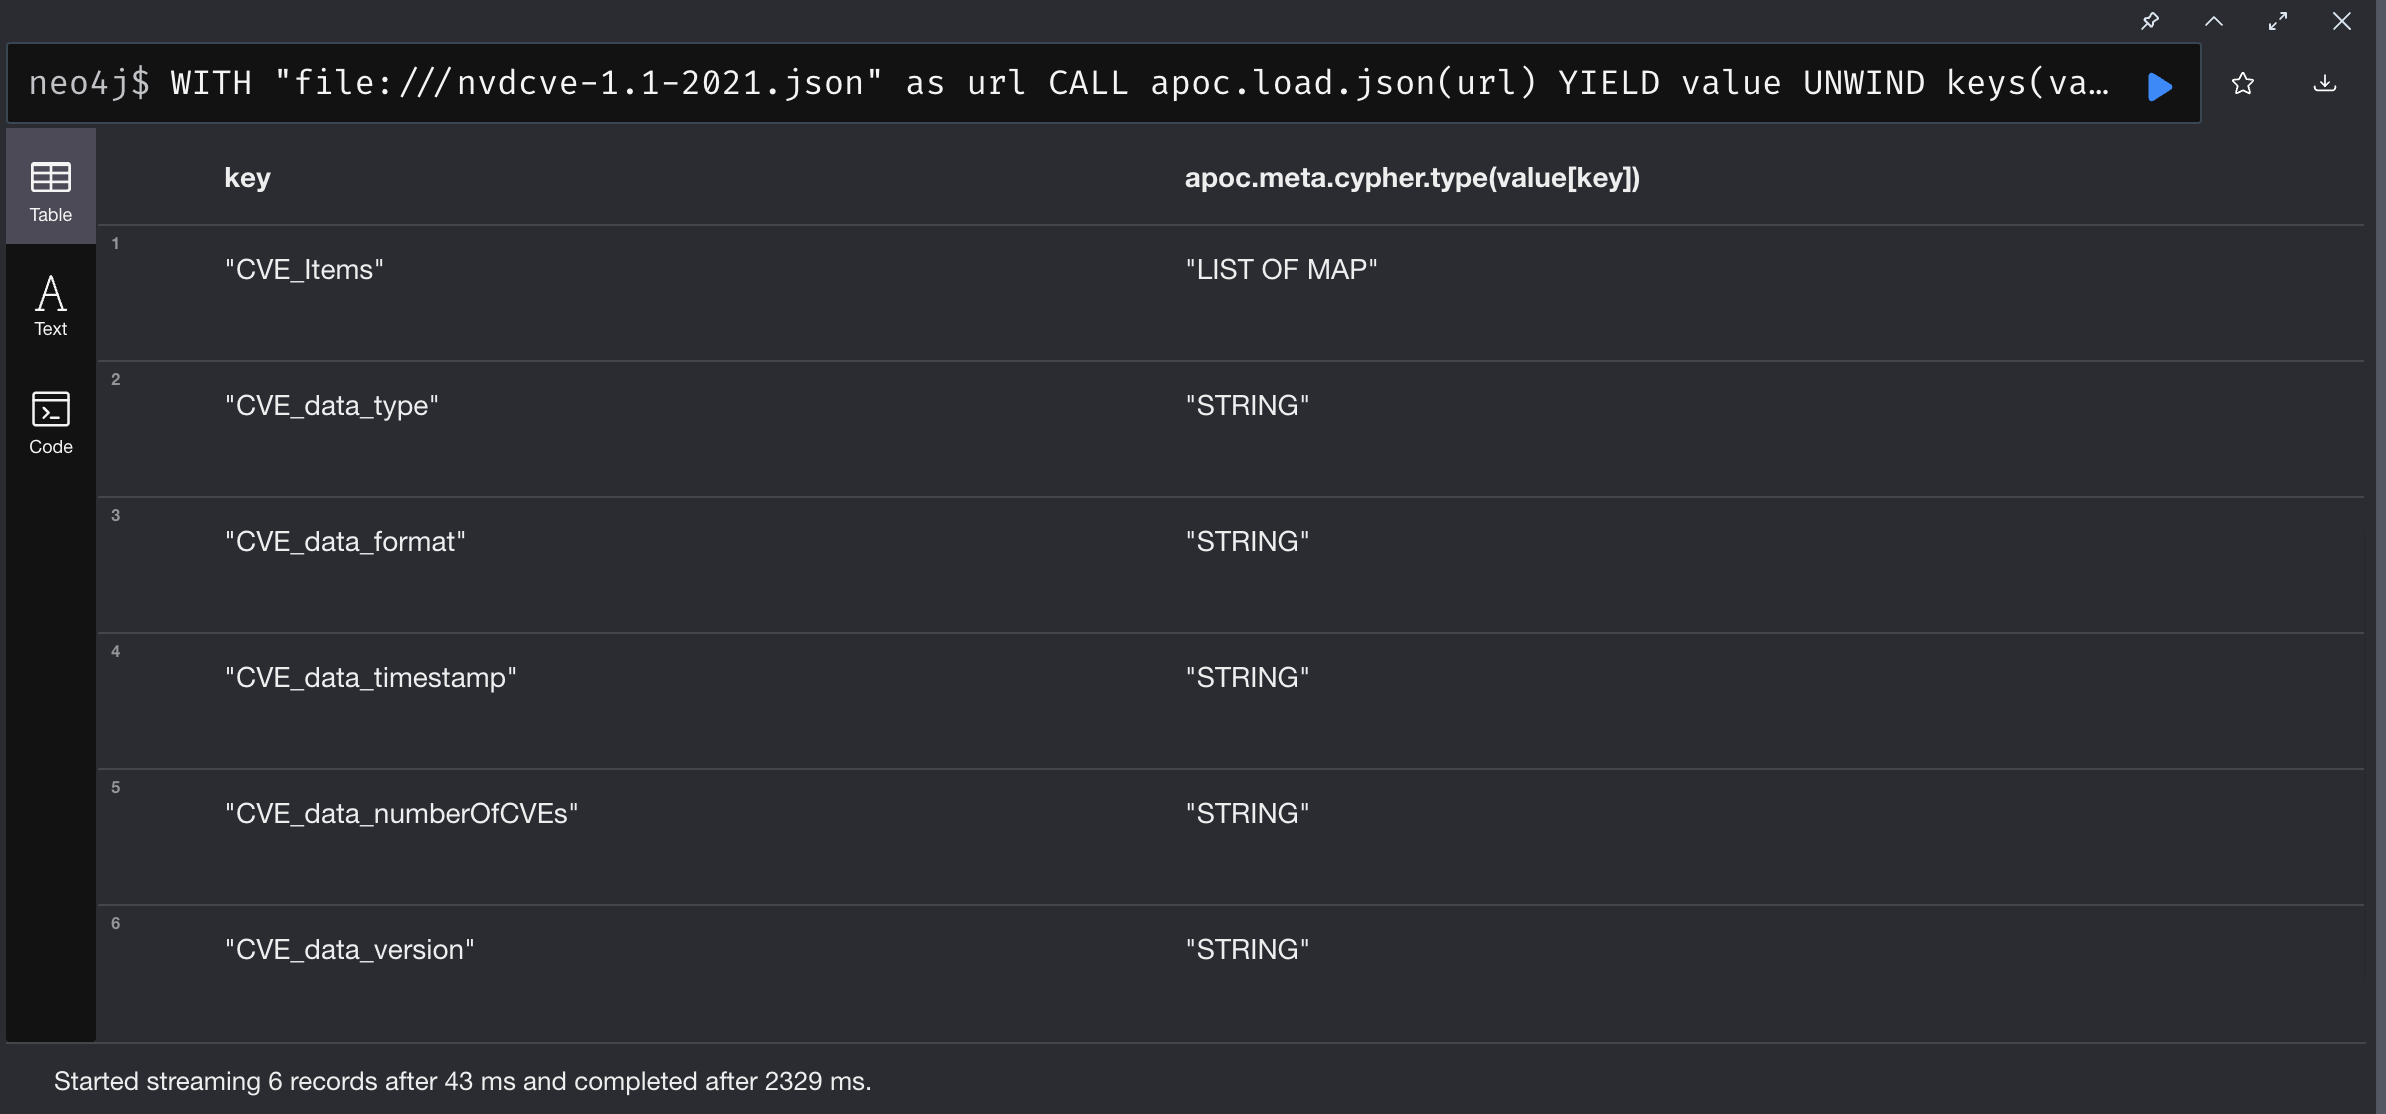 neo4j$ WITH "file:///nvdcve-1.1-2021.json" as url CALL apoc.load.json(url) YIELD value UNWIND keys(va…
Table
Text
Code
key apoc.meta.cypher.type(value[key])
1
"CVE_Items" "LIST OF MAP"
2
"CVE_data_type" "STRING"
3
"CVE_data_format" "STRING"
4
"CVE_data_timestamp" "STRING"
5
"CVE_data_numberOfCVEs" "STRING"
6
"CVE_data_version" "STRING"
Started streaming 6 records after 43 ms and completed after 2329 ms.